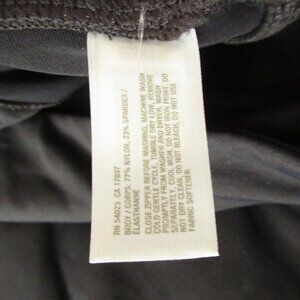 RN 54023 CA 17897
BODY / CORPS: 77% NYLON, 23% SPANDEX /
ELASTHANNE
CLOSE ZIPPER BEFORE WASHING, MACHINE WASH
COLD GENTLE CYCLE, TUMBLE DRY LOW, REMOVE
PROMPTLY FROM WASHER AND DRYER, WASH
SEPARATELY, COOL IRON, DO NOT IRON PRINT, DO
NOT DRY CLEAN, DO NOT BLEACH, DO NOT USE
FABRIC SOFTENER